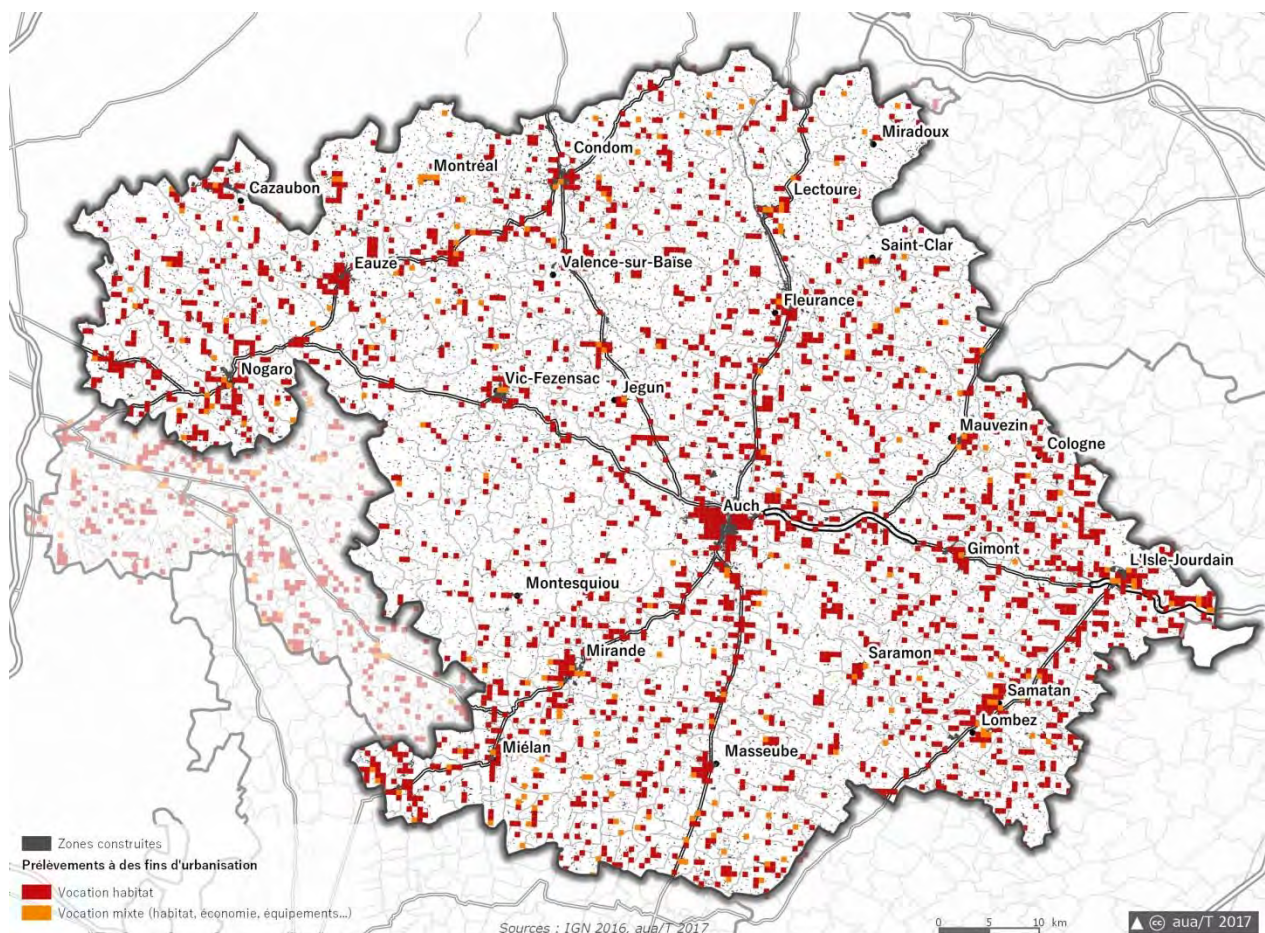 Miradoux
Condom
Montréal
Lectoure
Cazaubon
Saint-Clar
Eauze
Valence-sur-Baïse
Fleurance
Nogaro
Vic-Fezensac
Jegun
Mauvezin
Cologne
Auch
Gimont
L'Isle-Jourdain
Montesquiou
Mirande
Saramon
Samatan
Lombez
Miélan
Masseube
Zones construites
Prélèvements à des fins d'urbanisation
Vocation habitat
Vocation mixte (habitat, économie, équipements...)
Sources : IGN 2016, aua/T 2017
0 5 10 km
cc aua/T 2017